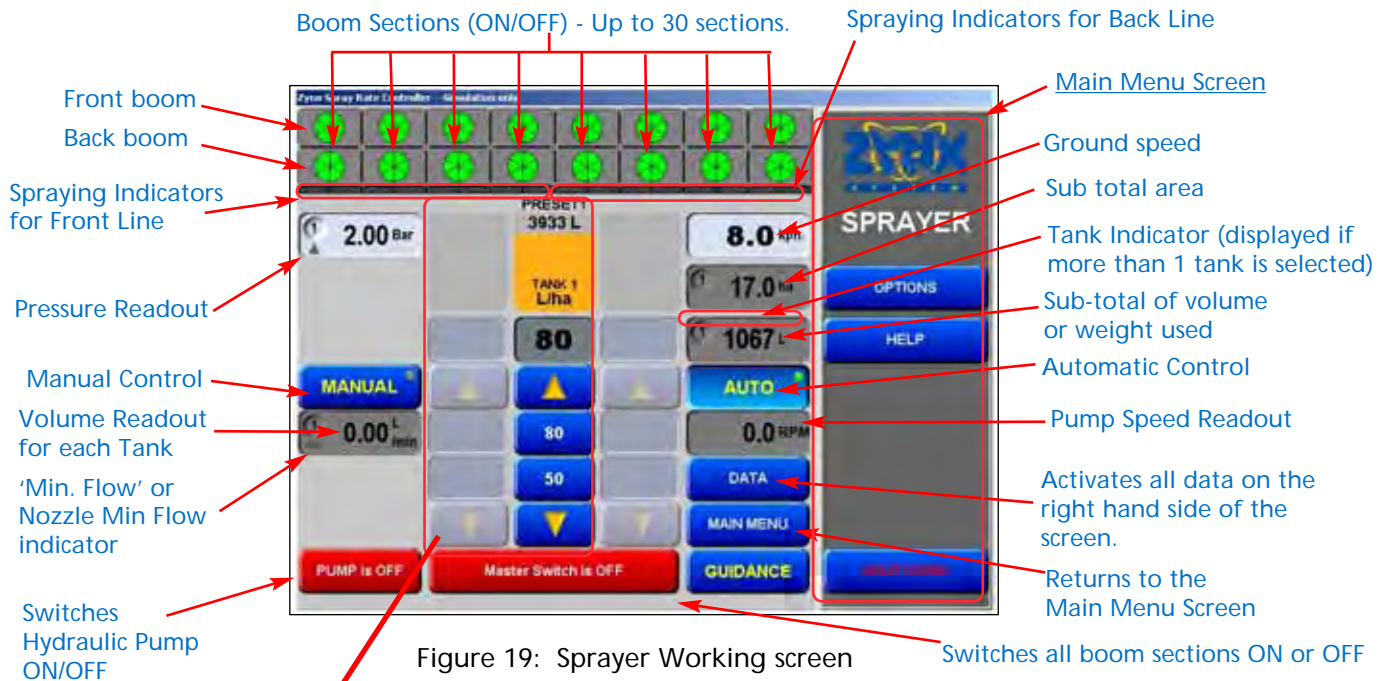 Boom Sections (ON/OFF) - Up to 30 sections.
Spraying Indicators for Back Line
Front boom
Back boom
Spraying Indicators
for Front Line
Pressure Readout
Manual Control
Volume Readout
for each Tank
'Min. Flow' or
Nozzle Min Flow
indicator
Switches
Hydraulic Pump
ON/OFF
Zynx Spray Rate Controller - Simulation only
PRESET1
3933 L
2.00 Bar
8.0 kph
TANK 1
L/ha
17.0 ha
80
1067 L
MANUAL
AUTO
0.00 L/min
80
0.0 RPM
50
DATA
MAIN MENU
PUMP is OFF
Master Switch is OFF
GUIDANCE
ZYNX
SPRAYER
OPTIONS
HELP
Main Menu Screen
Ground speed
Sub total area
Tank Indicator (displayed if
more than 1 tank is selected)
Sub-total of volume
or weight used
Automatic Control
Pump Speed Readout
Activates all data on the
right hand side of the
screen.
Returns to the
Main Menu Screen
Switches all boom sections ON or OFF
Figure 19: Sprayer Working screen